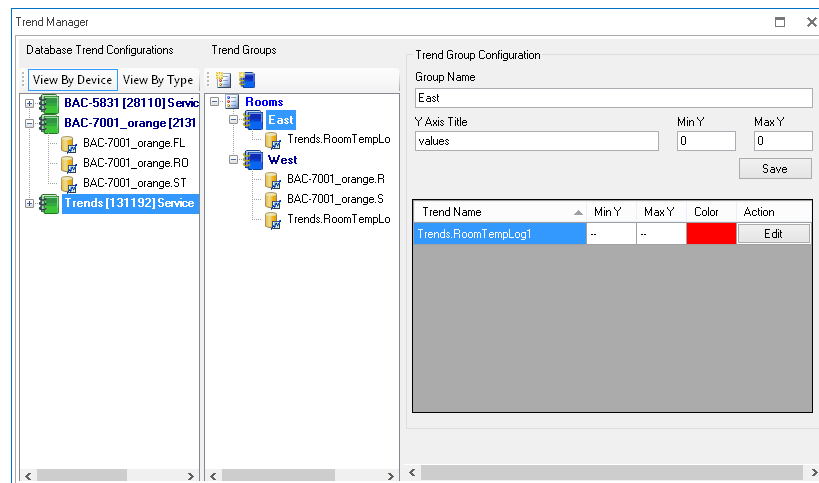 Trend Manager
Database Trend Configurations
View By Device View By Type
BAC-5831 [28110] Servic
BAC-7001_orange [2131
BAC-7001_orange.FL
BAC-7001_orange.RO
BAC-7001_orange.ST
Trends [131192] Service
Trend Groups
Rooms
East
Trends.RoomTempLo
West
BAC-7001_orange.R
BAC-7001_orange.S
Trends.RoomTempLo
Trend Group Configuration
Group Name
East
Y Axis Title Min Y Max Y
values 0 0
Save
Trend Name Min Y Max Y Color Action
Trends.RoomTempLog1 -- -- Edit